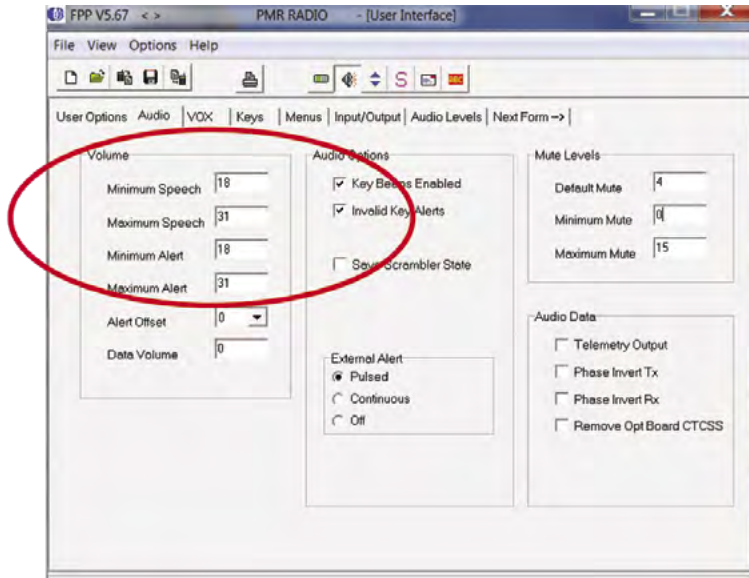 FPP V5.67 < > PMR RADIO - [User Interface]
File View Options Help
S
User Options Audio VOX Keys Menus Input/Output Audio Levels Next Form -->
Volume
Minimum Speech 18
Maximum Speech 31
Minimum Alert 18
Maximum Alert 31
Alert Offset 0
Data Volume 0
Audio Options
Key Beeps Enabled
Invalid Key Alerts
Save Scrambler State
External Alert
Pulsed
Continuous
Off
Mute Levels
Default Mute 4
Minimum Mute 0
Maximum Mute 15
Audio Data
Telemetry Output
Phase Invert Tx
Phase Invert Rx
Remove Opt Board CTCSS